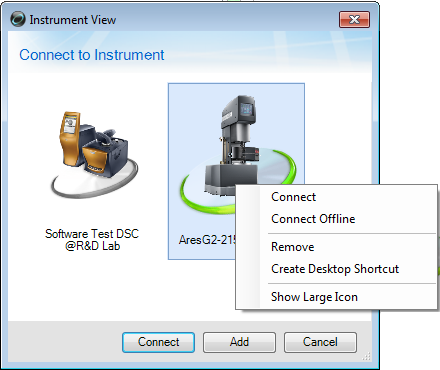 Instrument View
Connect to Instrument
Software Test DSC
@R&D Lab
AresG2-215
Connect
Connect Offline
Remove
Create Desktop Shortcut
Show Large Icon
Connect
Add
Cancel